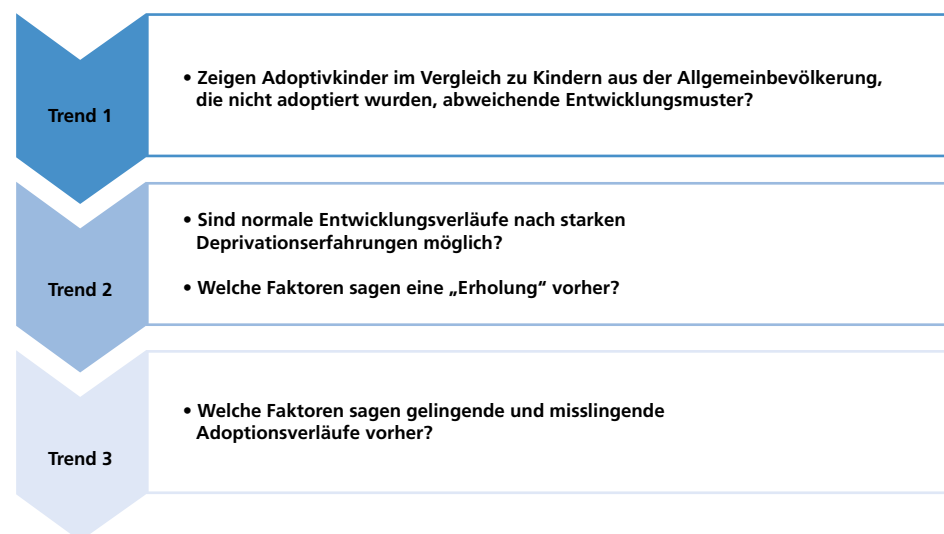 Trend 1
• Zeigen Adoptivkinder im Vergleich zu Kindern aus der Allgemeinbevölkerung,
die nicht adoptiert wurden, abweichende Entwicklungsmuster?
Trend 2
• Sind normale Entwicklungsverläufe nach starken
Deprivationserfahrungen möglich?
• Welche Faktoren sagen eine „Erholung“ vorher?
Trend 3
• Welche Faktoren sagen gelingende und misslingende
Adoptionsverläufe vorher?